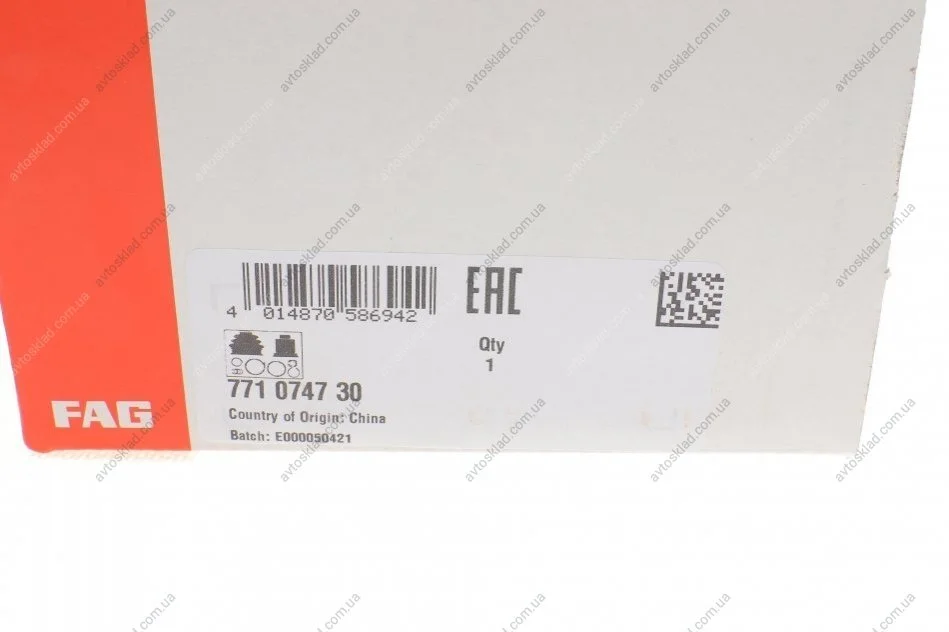 4 014870 586942
EAC
Qty
1
771 0747 30
Country of Origin: China
Batch: E000050421
FAG
avtosklad.com.ua